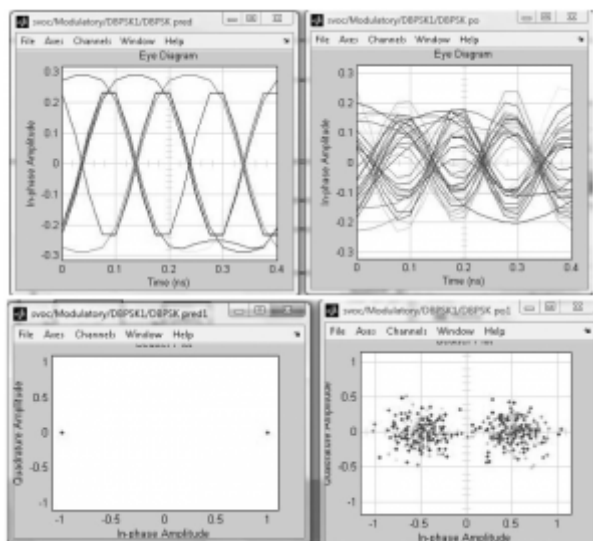 svoc/Modulatory/DBPSK1/DBPSK pred
File Axes Channels Window Help
Eye Diagram
0.3
0.2
0.1
0
-0.1
-0.2
-0.3
In-phase Amplitude
0 0.1 0.2 0.3 0.4
Time (ns)
svoc/Modulatory/DBPSK1/DBPSK po
File Axes Channels Window Help
Eye Diagram
0.3
0.2
0.1
0
-0.1
-0.2
-0.3
In-phase Amplitude
0 0.1 0.2 0.3 0.4
Time (ns)
svoc/Modulatory/DBPSK1/DBPSK pred1
File Axes Channels Window Help
1
0.5
0
-0.5
-1
Quadrature Amplitude
-1 -0.5 0 0.5 1
In-phase Amplitude
svoc/Modulatory/DBPSK1/DBPSK po1
File Axes Channels Window Help
1
0.5
0
-0.5
-1
Quadrature Amplitude
-1 -0.5 0 0.5 1
In-phase Amplitude